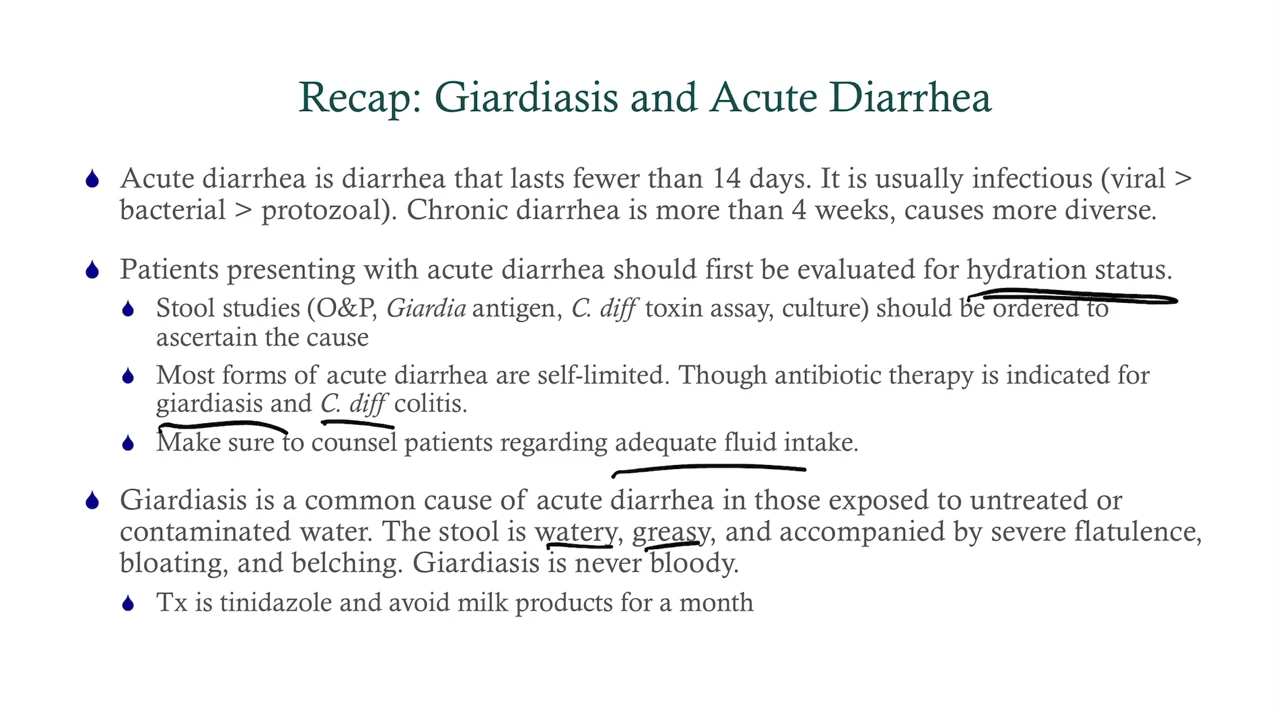 Recap: Giardiasis and Acute Diarrhea
Acute diarrhea is diarrhea that lasts fewer than 14 days. It is usually infectious (viral >
bacterial > protozoal). Chronic diarrhea is more than 4 weeks, causes more diverse.
Patients presenting with acute diarrhea should first be evaluated for hydration status.
Stool studies (O&P, Giardia antigen, C. diff toxin assay, culture) should be ordered to
ascertain the cause
Most forms of acute diarrhea are self-limited. Though antibiotic therapy is indicated for
giardiasis and C. diff colitis.
Make sure to counsel patients regarding adequate fluid intake.
Giardiasis is a common cause of acute diarrhea in those exposed to untreated or
contaminated water. The stool is watery, greasy, and accompanied by severe flatulence,
bloating, and belching. Giardiasis is never bloody.
Tx is tinidazole and avoid milk products for a month